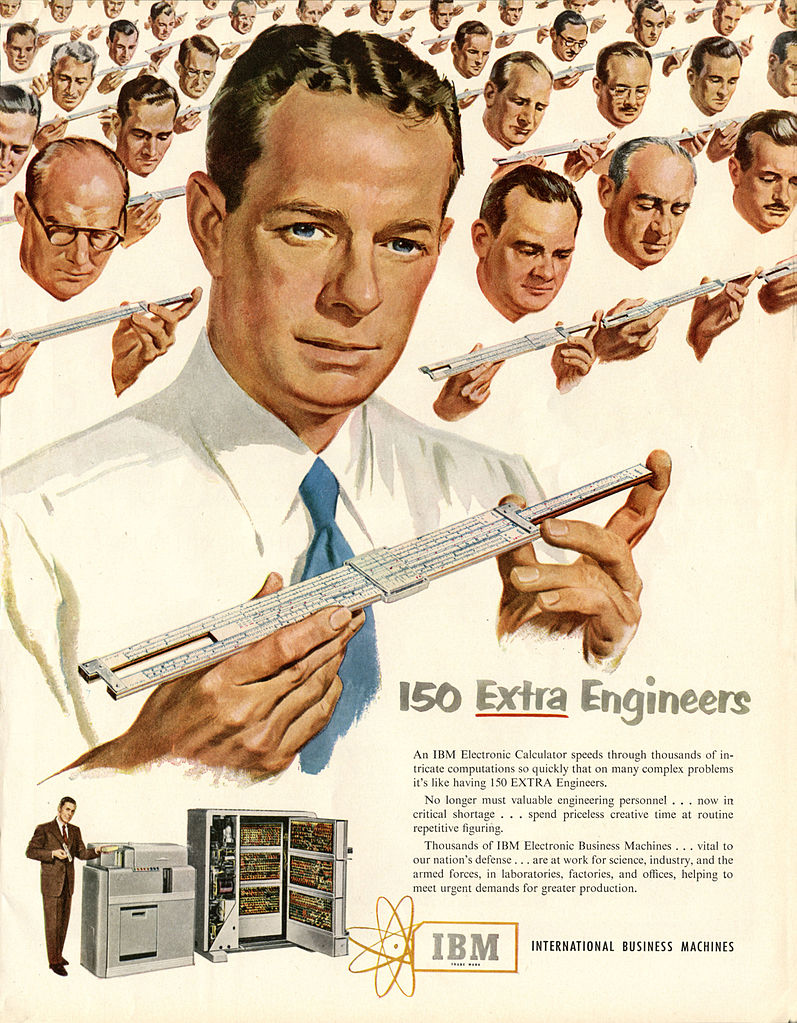 150 Extra Engineers
An IBM Electronic Calculator speeds through thousands of in-
tricate computations so quickly that on many complex problems
it's like having 150 EXTRA Engineers.
No longer must valuable engineering personnel . . . now in
critical shortage . . . spend priceless creative time at routine
repetitive figuring.
Thousands of IBM Electronic Business Machines . . . vital to
our nation's defense . . . are at work for science, industry, and the
armed forces, in laboratories, factories, and offices, helping to
meet urgent demands for greater production.
IBM
TRADE MARK
INTERNATIONAL BUSINESS MACHINES